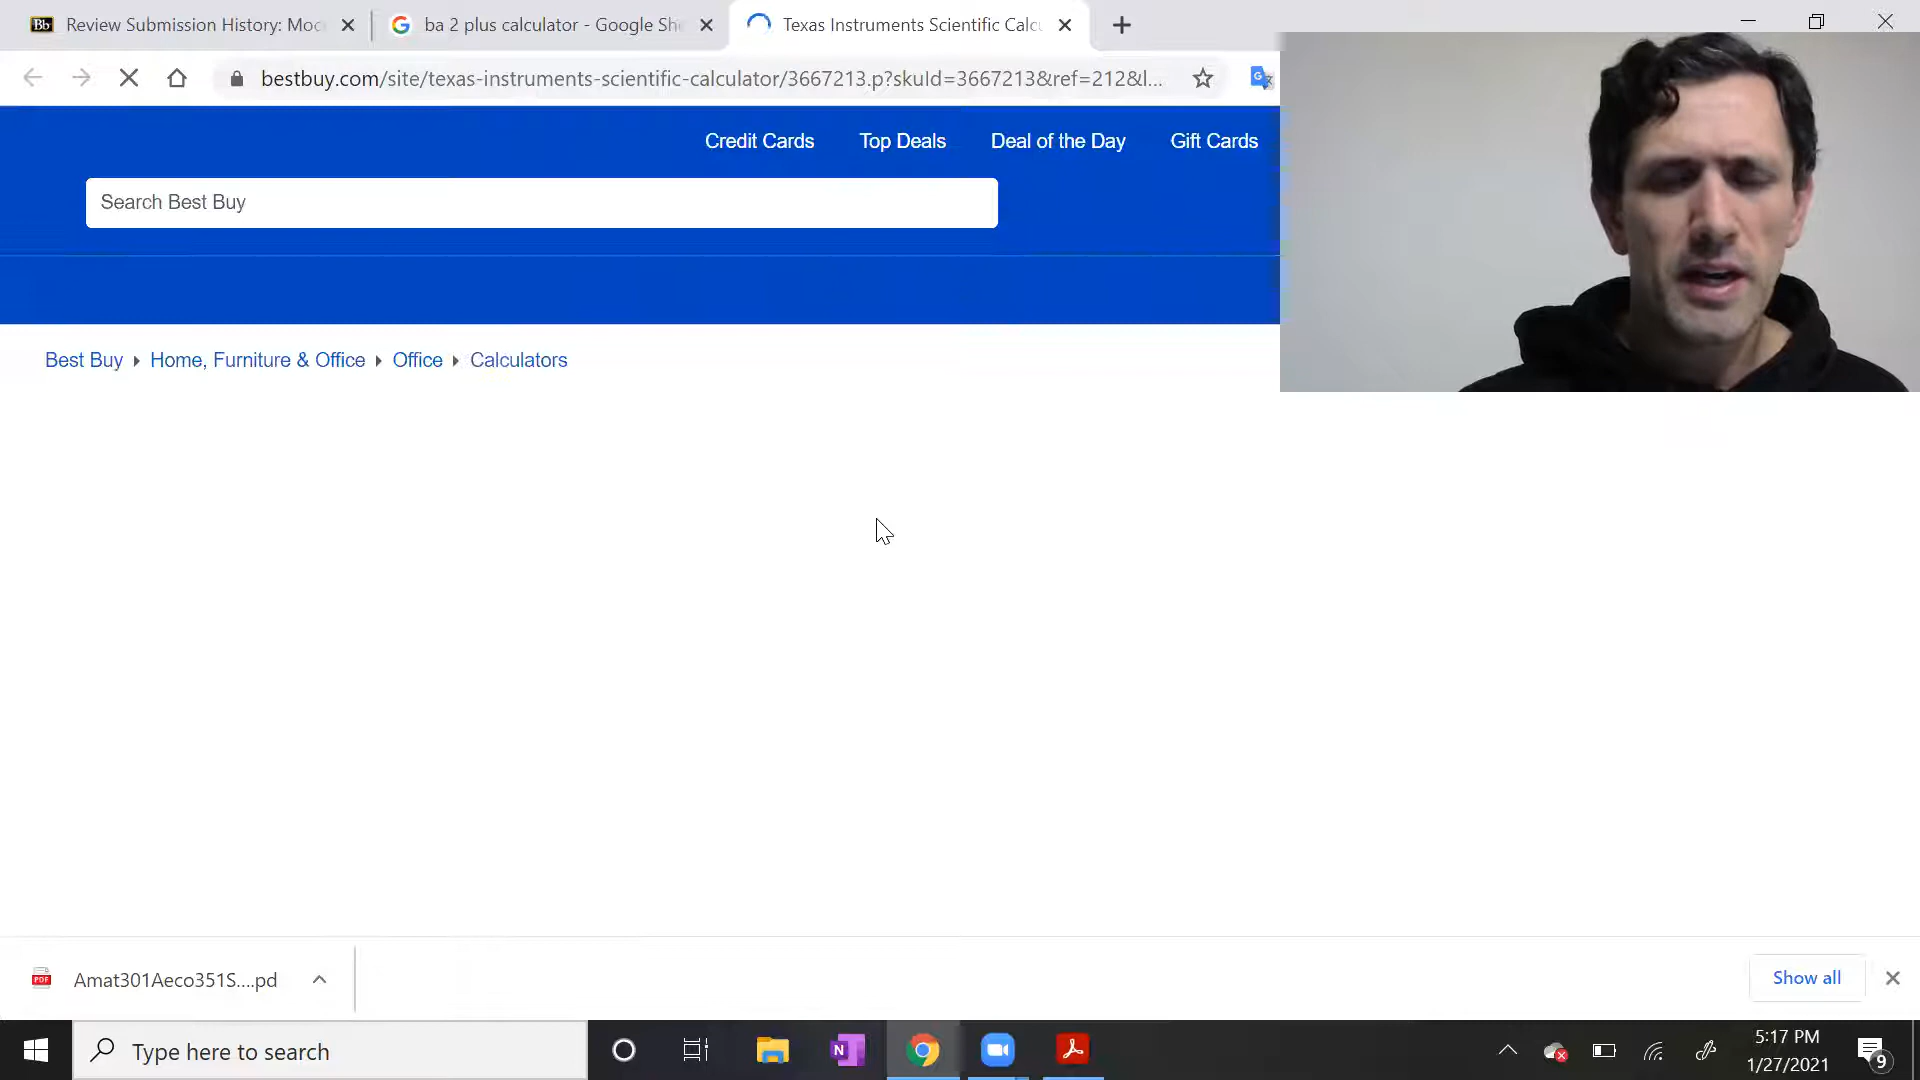 Bb Review Submission History: Moc
ba 2 plus calculator - Google Sh
Texas Instruments Scientific Calc
bestbuy.com/site/texas-instruments-scientific-calculator/3667213.p?skuId=3667213&ref=212&l...
Credit Cards
Top Deals
Deal of the Day
Gift Cards
Search Best Buy
Best Buy
Home, Furniture & Office
Office
Calculators
PDF Amat301Aeco351S....pd
Show all
Type here to search
N
5:17 PM
1/27/2021
9